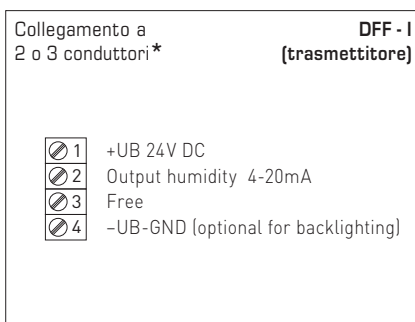 Collegamento a
2 o 3 conduttori*
DFF - I
(trasmettitore)
1 +UB 24V DC
2 Output humidity 4-20mA
3 Free
4 –UB-GND (optional for backlighting)